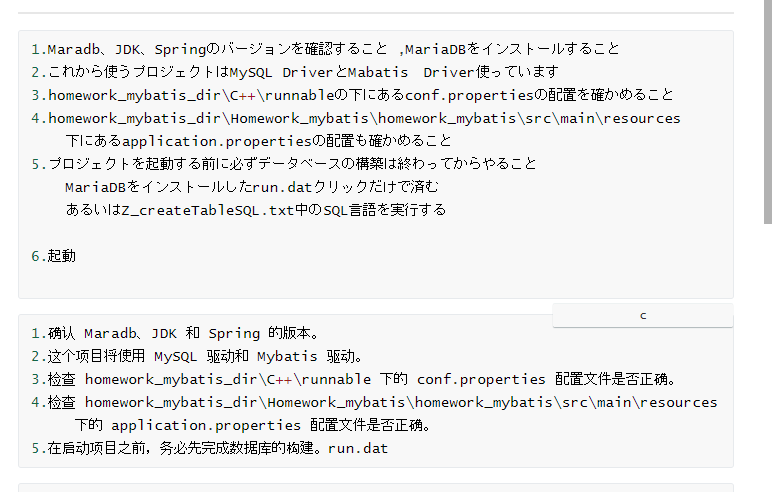 1.Maradb、JDK、Springのバージョンを確認すること ,MariaDBをインストールすること
2.これから使うプロジェクトはMySQL DriverとMabatis　Driver使っています
3.homework_mybatis_dir\C++\runnableの下にあるconf.propertiesの配置を確かめること
4.homework_mybatis_dir\Homework_mybatis\homework_mybatis\src\main\resources
下にあるapplication.propertiesの配置も確かめること
5.プロジェクトを起動する前に必ずデータベースの構築は終わってからやること
MariaDBをインストールしたrun.datクリックだけで済む
あるいはZ_createTableSQL.txt中のSQL言語を実行する
6.起動
c
1.确认 Maradb、JDK 和 Spring 的版本。
2.这个项目将使用 MySQL 驱动和 Mybatis 驱动。
3.检查 homework_mybatis_dir\C++\runnable 下的 conf.properties 配置文件是否正确。
4.检查 homework_mybatis_dir\Homework_mybatis\homework_mybatis\src\main\resources
下的 application.properties 配置文件是否正确。
5.在启动项目之前，务必先完成数据库的构建。run.dat